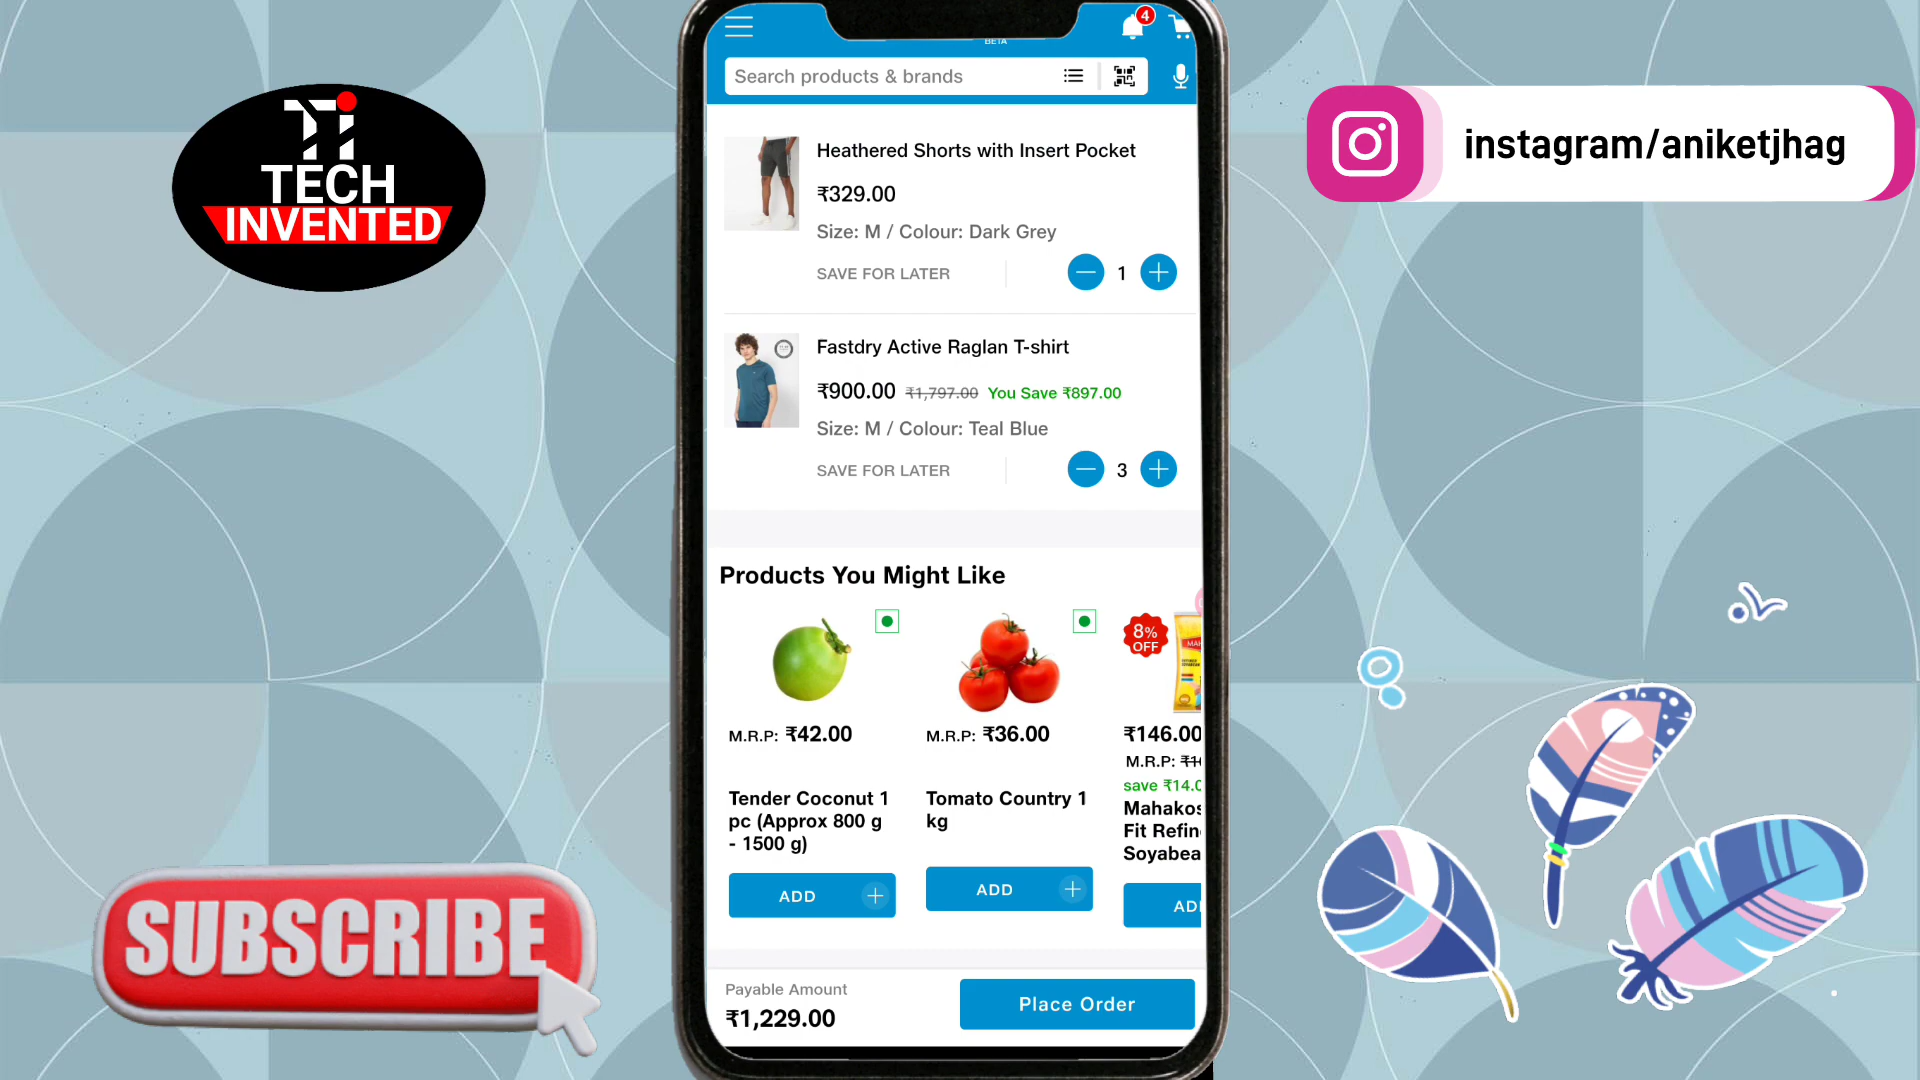 Ti
TECH
INVENTED
SUBSCRIBE
4
BETA
Search products & brands
Heathered Shorts with Insert Pocket
₹329.00
Size: M / Colour: Dark Grey
SAVE FOR LATER
1
Fastdry Active Raglan T-shirt
₹900.00 ₹1,797.00 You Save ₹897.00
Size: M / Colour: Teal Blue
SAVE FOR LATER
3
Products You Might Like
M.R.P: ₹42.00
Tender Coconut 1
pc (Approx 800 g
- 1500 g)
ADD
M.R.P: ₹36.00
Tomato Country 1
kg
ADD
8%
OFF
₹146.00
M.R.P:
save ₹14.0
Mahakos
Fit Refin
Soyabea
ADD
Payable Amount
₹1,229.00
Place Order
instagram/aniketjhag